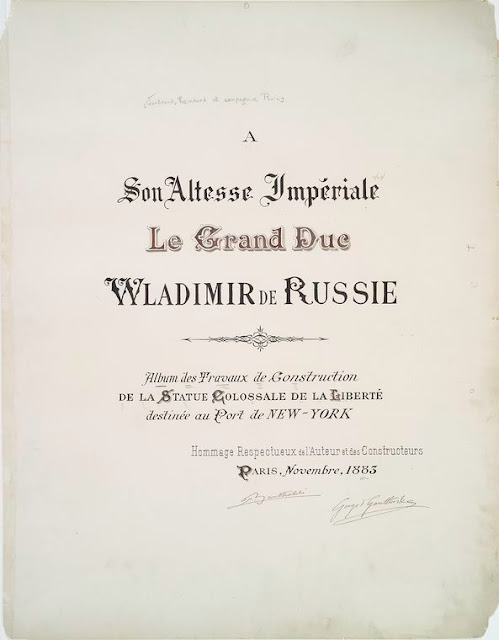 A
Son Altesse Impériale
Le Grand Duc
WLADIMIR DE RUSSIE
Album des Travaux de Construction
DE LA STATUE COLOSSALE DE LA LIBERTÉ
destinée au Port de NEW-YORK
Hommage Respectueux de l'Auteur et des Constructeurs
PARIS, Novembre, 1883
Bartholdi